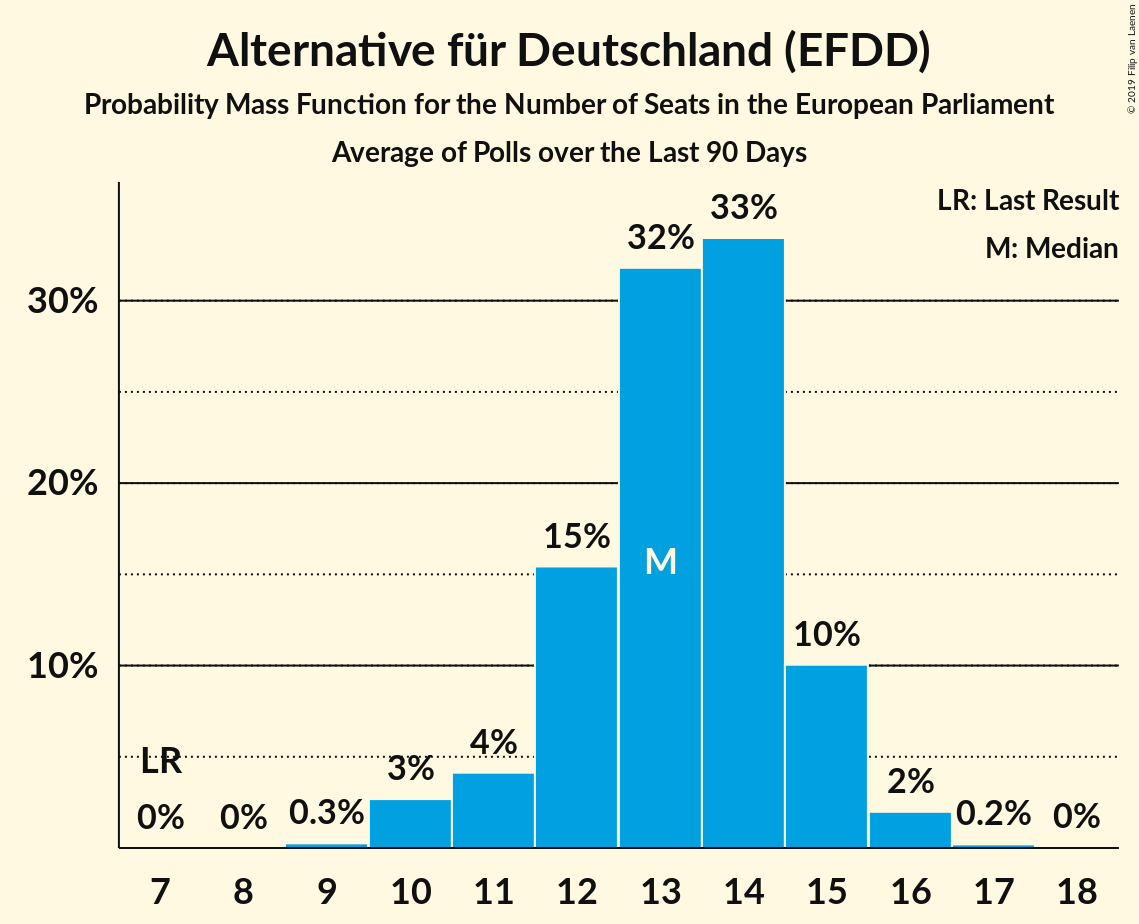 Alternative für Deutschland (EFDD)
Probability Mass Function for the Number of Seats in the European Parliament
Average of Polls over the Last 90 Days
© 2019 Filip van Laenen
LR: Last Result
M: Median
33%
32%
30%
20%
15%
M
10%
10%
4%
LR
3%
2%
0%
0%
0.3%
0.2%
0%
7 8 9 10 11 12 13 14 15 16 17 18